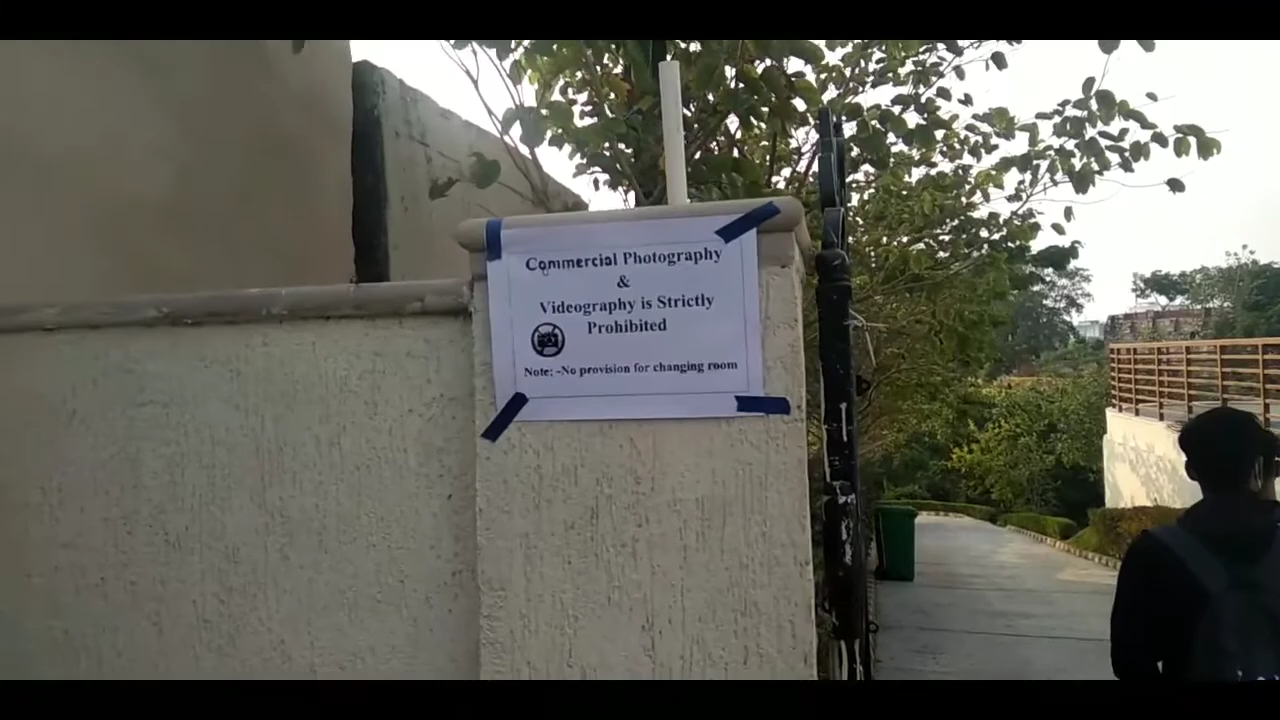 Commercial Photography
&
Videography is Strictly
Prohibited
Note: -No provision for changing room